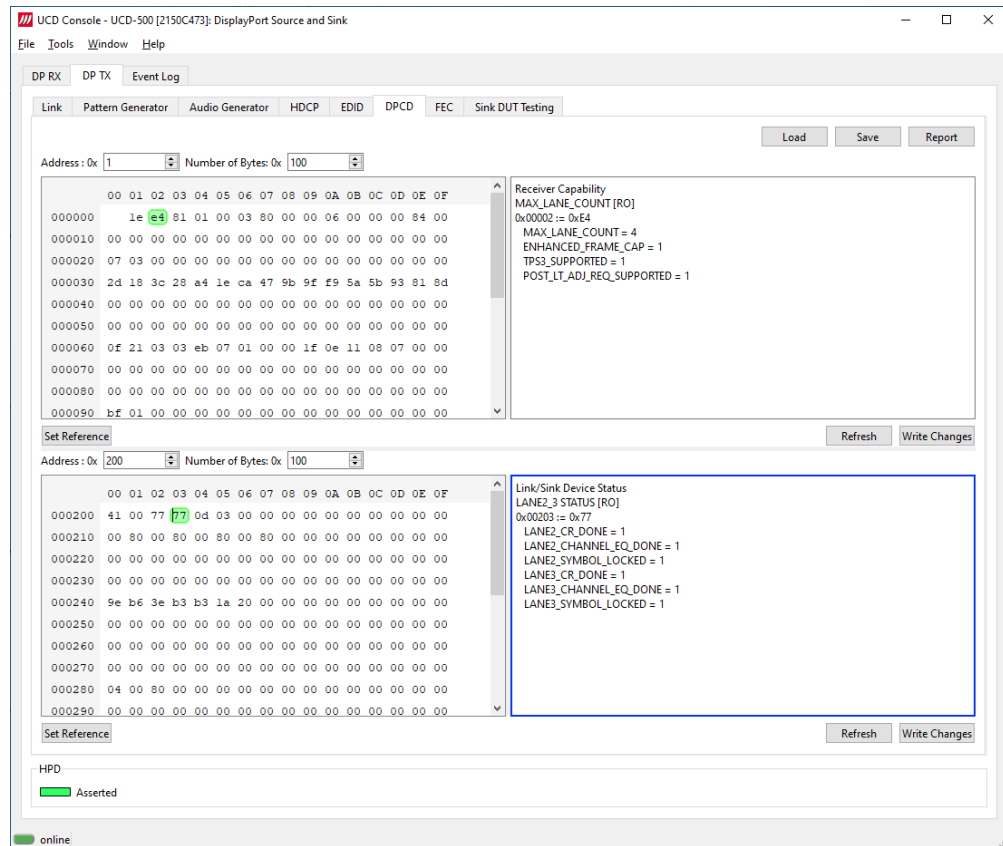 UCD Console - UCD-500 [2150C473]: DisplayPort Source and Sink
File Tools Window Help
DP RX DP TX Event Log
Link Pattern Generator Audio Generator HDCP EDID DPCD FEC Sink DUT Testing
Load Save Report
Address : 0x 1 Number of Bytes: 0x 100
00 01 02 03 04 05 06 07 08 09 0A 0B 0C 0D 0E 0F
000000 1e e4 81 01 00 03 80 00 00 06 00 00 00 84 00
000010 00 00 00 00 00 00 00 00 00 00 00 00 00 00 00 00
000020 07 03 00 00 00 00 00 00 00 00 00 00 00 00 00 00
000030 2d 18 3c 28 a4 1e ca 47 9b 9f f9 5a 5b 93 81 8d
000040 00 00 00 00 00 00 00 00 00 00 00 00 00 00 00 00
000050 00 00 00 00 00 00 00 00 00 00 00 00 00 00 00 00
000060 0f 21 03 03 eb 07 01 00 00 1f 0e 11 08 07 00 00
000070 00 00 00 00 00 00 00 00 00 00 00 00 00 00 00 00
000080 00 00 00 00 00 00 00 00 00 00 00 00 00 00 00 00
000090 bf 01 00 00 00 00 00 00 00 00 00 00 00 00 00 00
Receiver Capability
MAX_LANE_COUNT [RO]
0x00002 := 0xE4
MAX_LANE_COUNT = 4
ENHANCED_FRAME_CAP = 1
TPS3_SUPPORTED = 1
POST_LT_ADJ_REQ_SUPPORTED = 1
Set Reference Refresh Write Changes
Address : 0x 200 Number of Bytes: 0x 100
00 01 02 03 04 05 06 07 08 09 0A 0B 0C 0D 0E 0F
000200 41 00 77 77 0d 03 00 00 00 00 00 00 00 00 00 00
000210 00 80 00 80 00 80 00 80 00 00 00 00 00 00 00 00
000220 00 00 00 00 00 00 00 00 00 00 00 00 00 00 00 00
000230 00 00 00 00 00 00 00 00 00 00 00 00 00 00 00 00
000240 9e b6 3e b3 b3 1a 20 00 00 00 00 00 00 00 00 00
000250 00 00 00 00 00 00 00 00 00 00 00 00 00 00 00 00
000260 00 00 00 00 00 00 00 00 00 00 00 00 00 00 00 00
000270 00 00 00 00 00 00 00 00 00 00 00 00 00 00 00 00
000280 04 00 80 00 00 00 00 00 00 00 00 00 00 00 00 00
000290 00 00 00 00 00 00 00 00 00 00 00 00 00 00 00 00
Link/Sink Device Status
LANE2_3 STATUS [RO]
0x00203 := 0x77
LANE2_CR_DONE = 1
LANE2_CHANNEL_EQ_DONE = 1
LANE2_SYMBOL_LOCKED = 1
LANE3_CR_DONE = 1
LANE3_CHANNEL_EQ_DONE = 1
LANE3_SYMBOL_LOCKED = 1
Set Reference Refresh Write Changes
HPD
Asserted
online